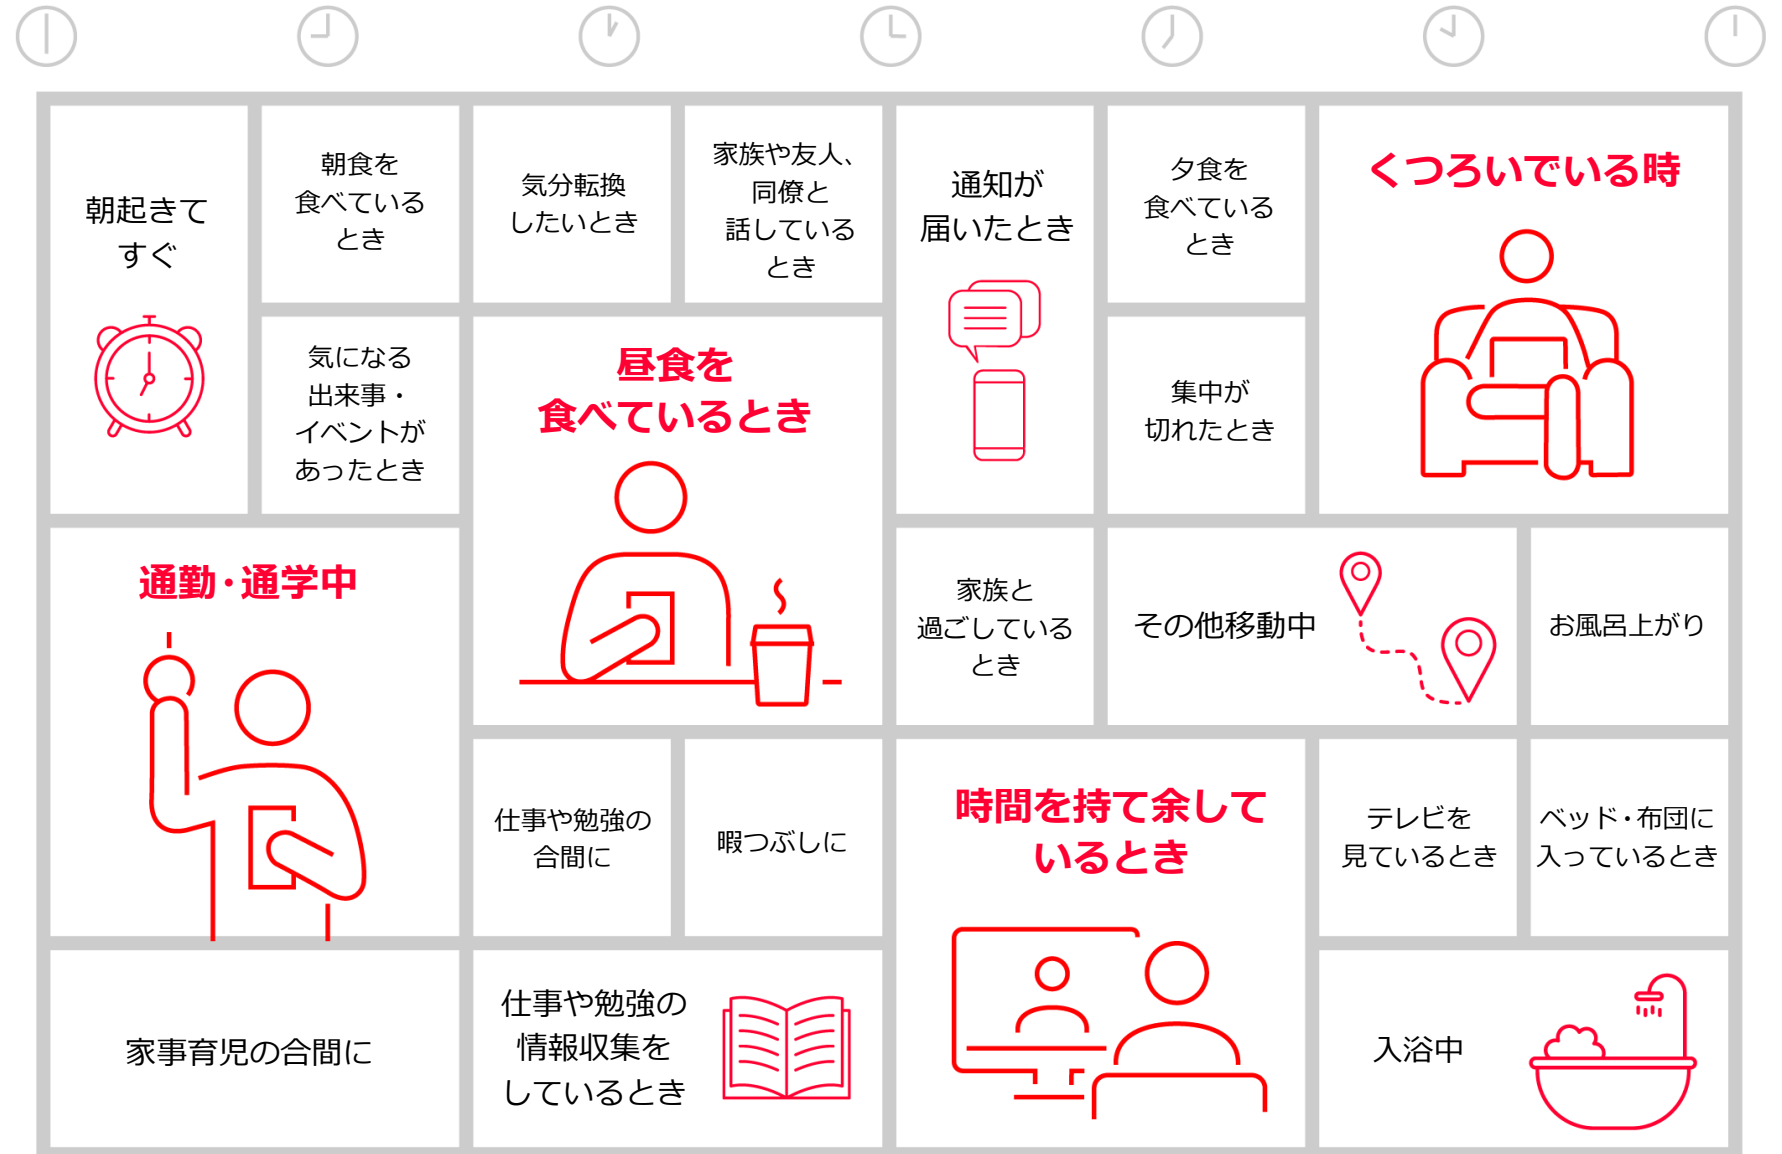 朝起きて
すぐ
朝食を
食べている
とき
気分転換
したいとき
家族や友人、
同僚と
話している
とき
通知が
届いたとき
夕食を
食べている
とき
くつろいでいる時
気になる
出来事・
イベントが
あったとき
昼食を
食べているとき
集中が
切れたとき
通勤・通学中
家族と
過ごしている
とき
その他移動中
お風呂上がり
仕事や勉強の
合間に
暇つぶしに
時間を持て余して
いるとき
テレビを
見ているとき
ベッド・布団に
入っているとき
家事育児の合間に
仕事や勉強の
情報収集を
しているとき
入浴中